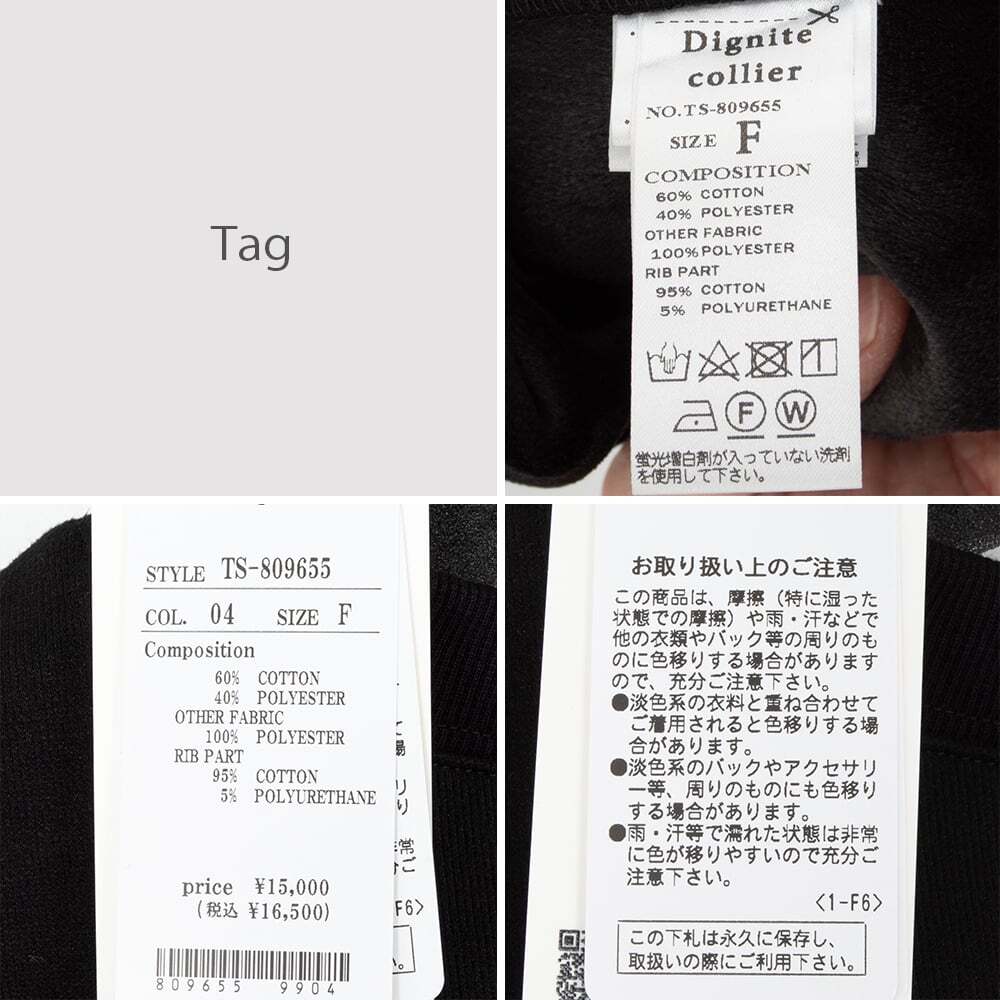 Tag
Dignite
collier
NO.TS-809655
SIZE F
COMPOSITION
60% COTTON
40% POLYESTER
OTHER FABRIC
100% POLYESTER
RIB PART
95% COTTON
5% POLYURETHANE
F W
蛍光増白剤が入っていない洗剤
を使用して下さい。
STYLE TS-809655
COL. 04 SIZE F
Composition
60% COTTON
40% POLYESTER
OTHER FABRIC
100% POLYESTER
RIB PART
95% COTTON
5% POLYURETHANE
price ¥15,000
(税込 ¥16,500)
809655 9904
お取り扱い上のご注意
この商品は、摩擦（特に湿った
状態での摩擦）や雨・汗などで
他の衣類やバック等の周りのも
のに色移りする場合があります
ので、充分ご注意下さい。
●淡色系の衣料と重ね合わせて
ご着用されると色移りする場
合があります。
●淡色系のバックやアクセサリ
ー等、周りのものにも色移り
する場合があります。
●雨・汗等で濡れた状態は非常
に色が移りやすいので充分ご
注意下さい。
<1-F6>
この下札は永久に保存し、
取扱いの際にご利用下さい。